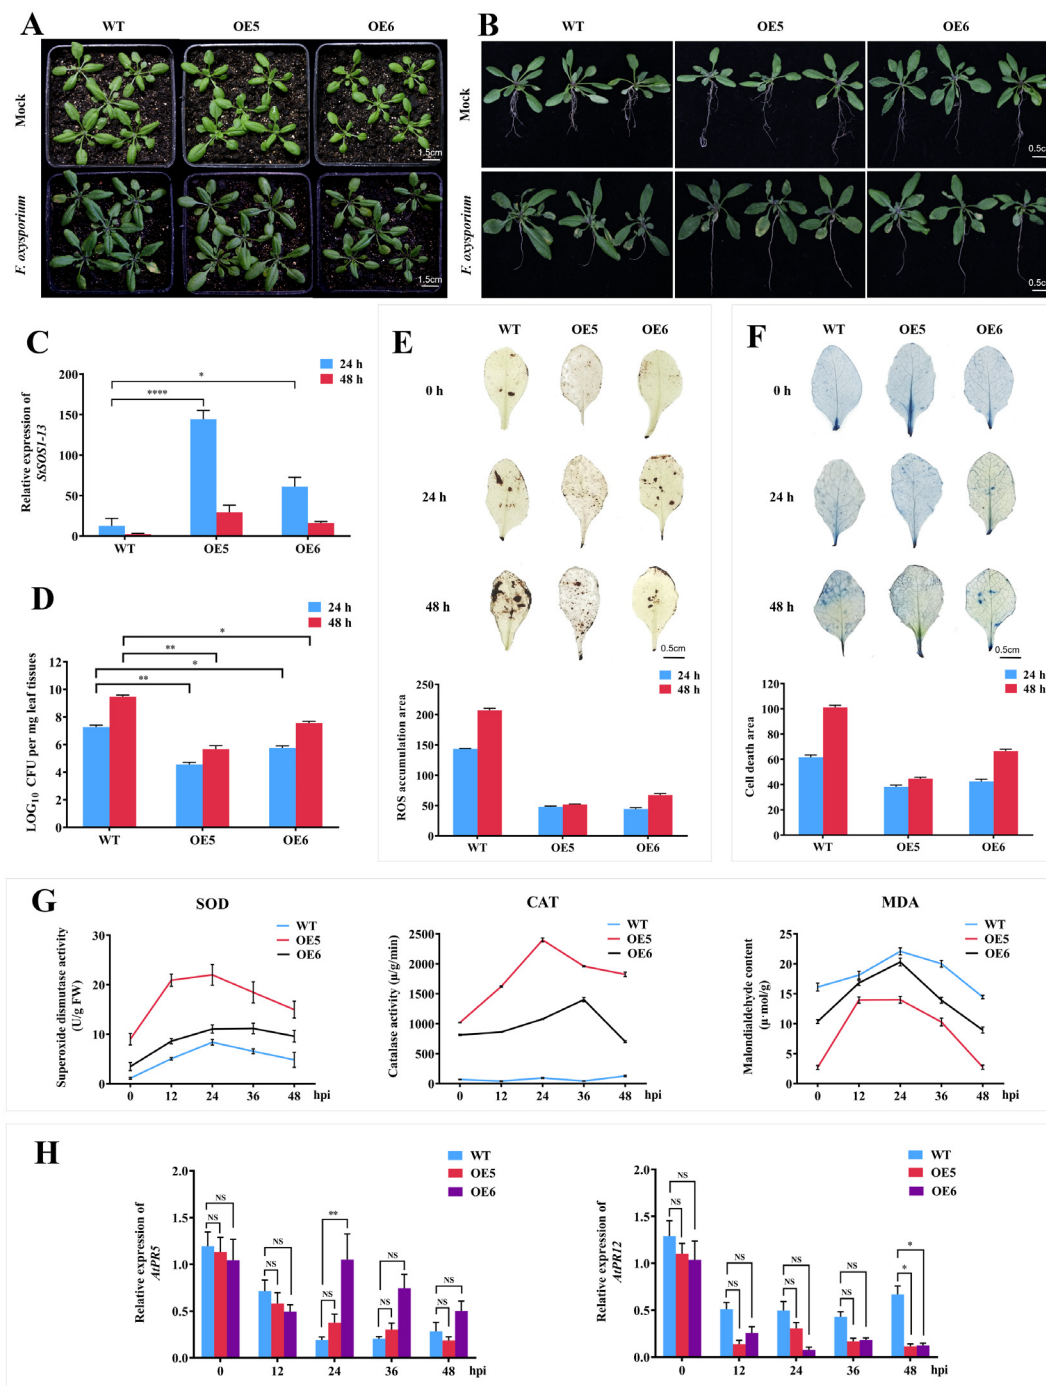 A
WT OE5 OE6
Mock
1.5cm
F. oxysporium
1.5cm
B
WT OE5 OE6
Mock
0.5c
F. oxysporium
0.5c
C
24 h
48 h
Relative expression of
StSOS1-13
200
150
100
50
0
****
*
WT OE5 OE6
D
24 h
48 h
LOG10 CFU per mg leaf tissues
12
10
8
6
4
2
0
*
**
*
**
WT OE5 OE6
E
WT OE5 OE6
0 h
24 h
48 h
0.5cm
24 h
48 h
ROS accumulation area
250
200
150
100
50
0
WT OE5 OE6
F
WT OE5 OE6
0 h
24 h
48 h
0.5cm
24 h
48 h
Cell death area
120
100
80
60
40
20
0
WT OE5 OE6
G
SOD
WT
OE5
OE6
Superoxide dismutase activity
(U/g FW)
30
20
10
0
0 12 24 36 48 hpi
CAT
WT
OE5
OE6
Catalase activity (μ/g/min)
2500
2000
1500
1000
500
0
0 12 24 36 48 hpi
MDA
WT
OE5
OE6
Malondialdehyde content
(μ·mol/g)
25
20
15
10
5
0
0 12 24 36 48 hpi
H
WT
OE5
OE6
Relative expression of
AtPR5
2.0
1.5
1.0
0.5
0.0
NS NS NS NS ** NS NS NS NS NS
0 12 24 36 48 hpi
WT
OE5
OE6
Relative expression of
AtPR12
2.0
1.5
1.0
0.5
0.0
NS NS NS NS NS NS NS NS * *
0 12 24 36 48 hpi